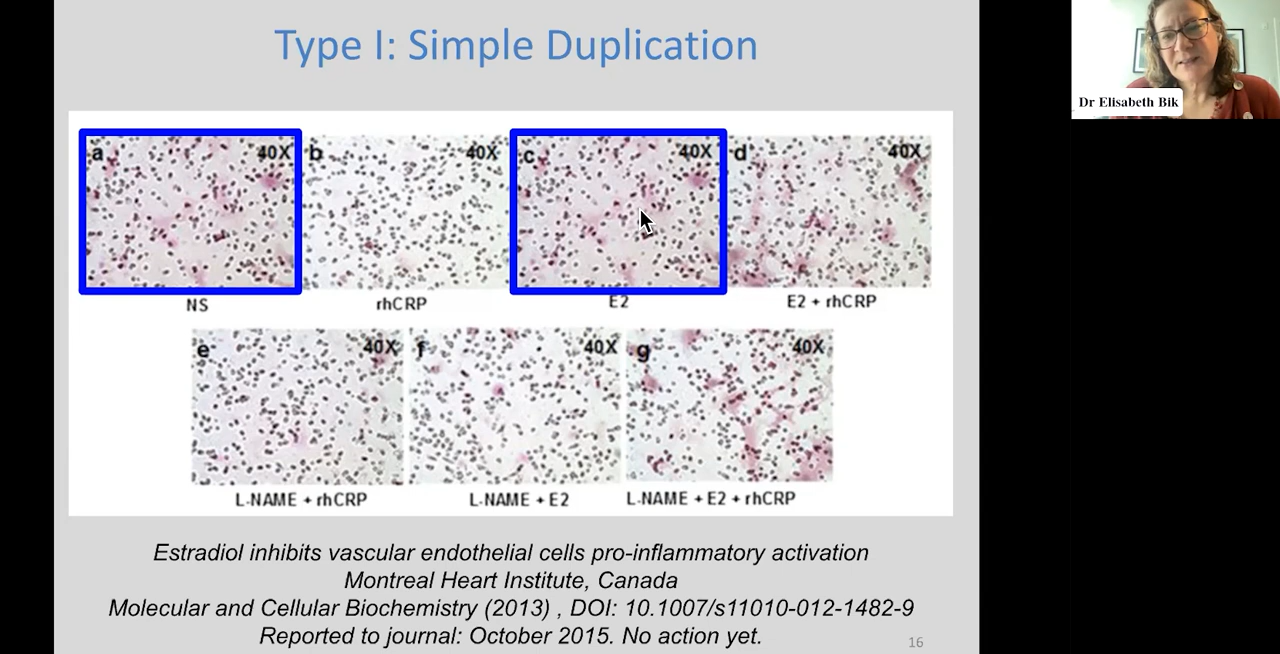 Type I: Simple Duplication
Dr Elisabeth Bik
a 40X b 40X c 40X d 40X
NS rhCRP E2 E2 + rhCRP
e 40X f 40X g 40X
L-NAME + rhCRP L-NAME + E2 L-NAME + E2 + rhCRP
Estradiol inhibits vascular endothelial cells pro-inflammatory activation
Montreal Heart Institute, Canada
Molecular and Cellular Biochemistry (2013) , DOI: 10.1007/s11010-012-1482-9
Reported to journal: October 2015. No action yet.
16